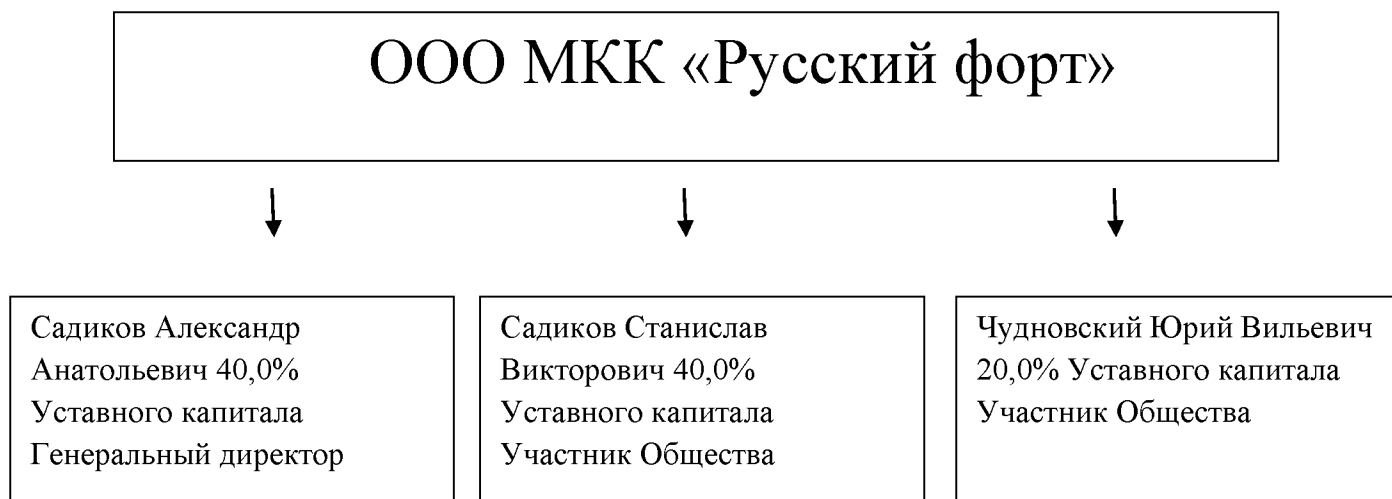 ООО МКК «Русский форт»
Садиков Александр
Анатольевич 40,0%
Уставного капитала
Генеральный директор
Садиков Станислав
Викторович 40,0%
Уставного капитала
Участник Общества
Чудновский Юрий Вильевич
20,0% Уставного капитала
Участник Общества